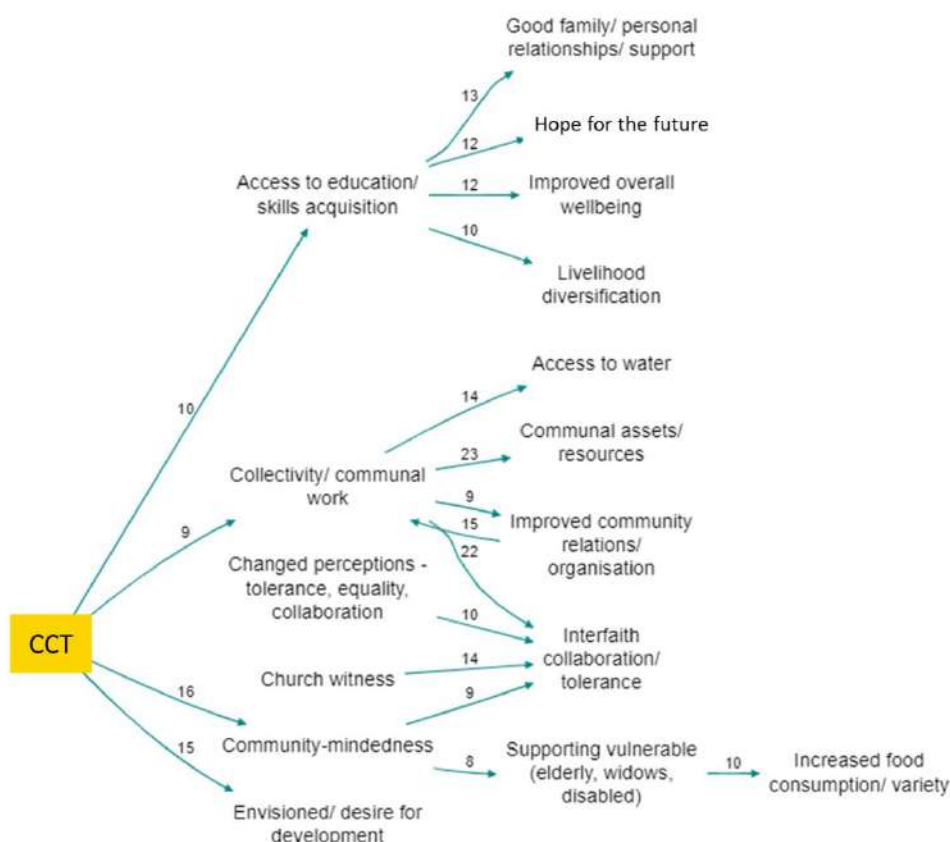 Good family/ personal
relationships/ support
13
Hope for the future
12
Access to education/
skills acquisition
12
Improved overall
wellbeing
10
Livelihood
diversification
Access to water
14
10
Communal assets/
resources
23
Collectivity/ communal
work
9
15
22
Improved community
relations/
organisation
9
Changed perceptions -
tolerance, equality,
collaboration
10
Interfaith
collaboration/
tolerance
CCT
14
Church witness
16
9
Community-mindedness
8
Supporting vulnerable
(elderly, widows,
disabled)
10
Increased food
consumption/ variety
15
Envisioned/ desire for
development